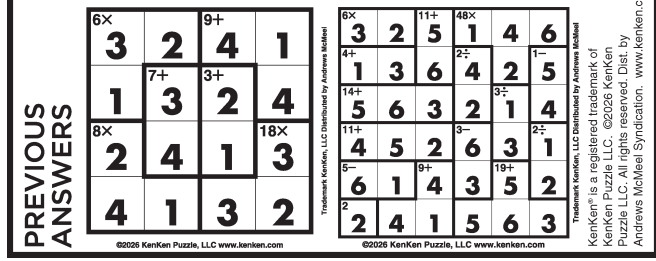 PREVIOUS
ANSWERS
6× 9+
3 2 4 1
7+ 3+
1 3 2 4
8× 18×
2 4 1 3
4 1 3 2
©2026 KenKen Puzzle, LLC www.kenken.com
Trademark KenKen, LLC Distributed by Andrews McMeel
6× 11+ 48×
3 2 5 1 4 6
4+ 2÷ 1−
1 3 6 4 2 5
14+ 3÷
5 6 3 2 1 4
11+ 3− 2÷
4 5 2 6 3 1
5− 9+ 19+
6 1 4 3 5 2
2
2 4 1 5 6 3
©2026 KenKen Puzzle, LLC www.kenken.com
Trademark KenKen, LLC Distributed by Andrews McMeel
KenKen® is a registered trademark of
KenKen Puzzle LLC. ©2026 KenKen
Puzzle LLC. All rights reserved. Dist. by
Andrews McMeel Syndication. www.kenken.c